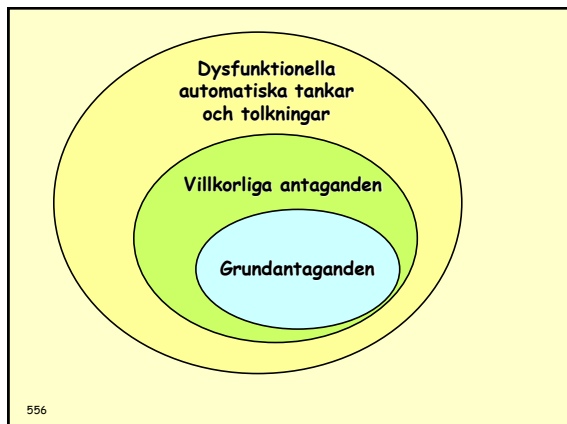 Dysfunktionella
automatiska tankar
och tolkningar
Villkorliga antaganden
Grundantaganden
556